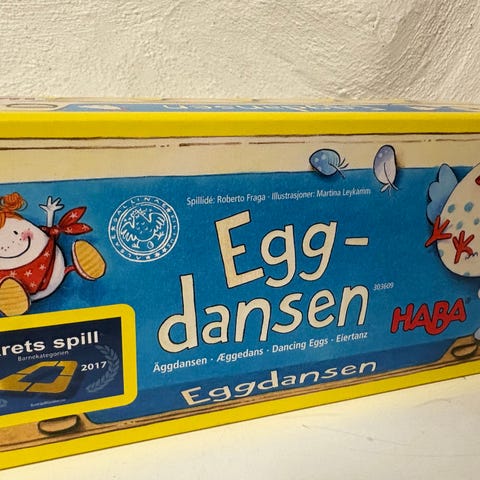 Eggdansen
Spillidé: Roberto Fraga · Illustrasjoner: Martina Leykamm
Egg-
dansen
303609
HABA®
Äggdansen · Æggedans · Dancing Eggs · Eiertanz
Eggdansen
rets spill
Barnekategorien
2017